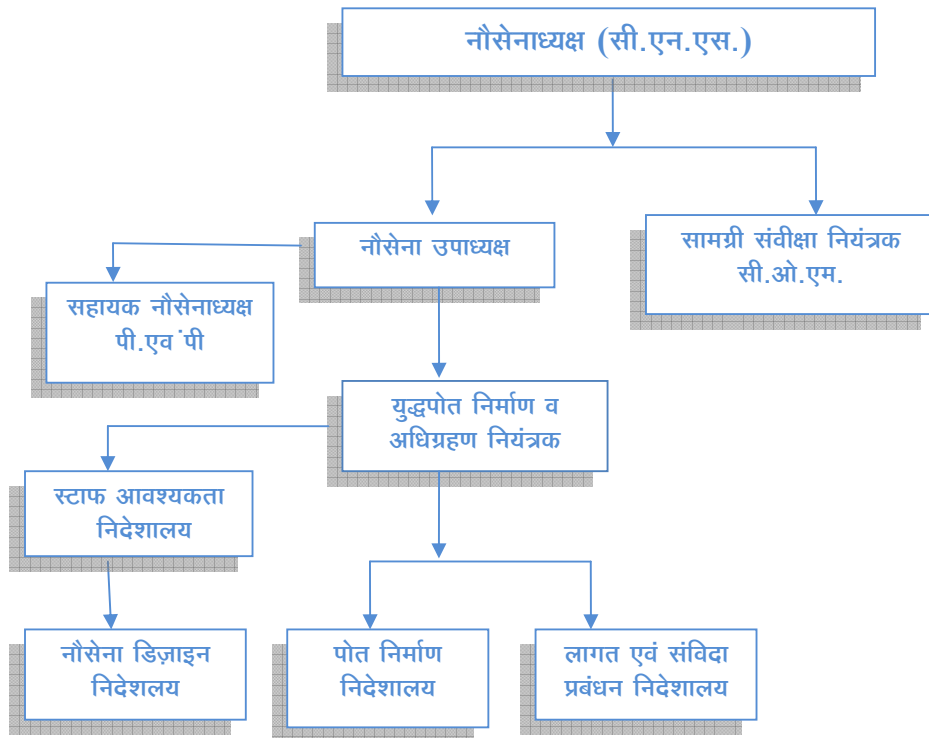 नौसेनाध्यक्ष (सी.एन.एस.)
नौसेना उपाध्यक्ष
सामग्री संवीक्षा नियंत्रक
सी.ओ.एम.
सहायक नौसेनाध्यक्ष
पी.एवं पी
युद्धपोत निर्माण व
अधिग्रहण नियंत्रक
स्टाफ आवश्यकता
निदेशालय
नौसेना डिज़ाइन
निदेशलय
पोत निर्माण
निदेशालय
लागत एवं संविदा
प्रबंधन निदेशालय